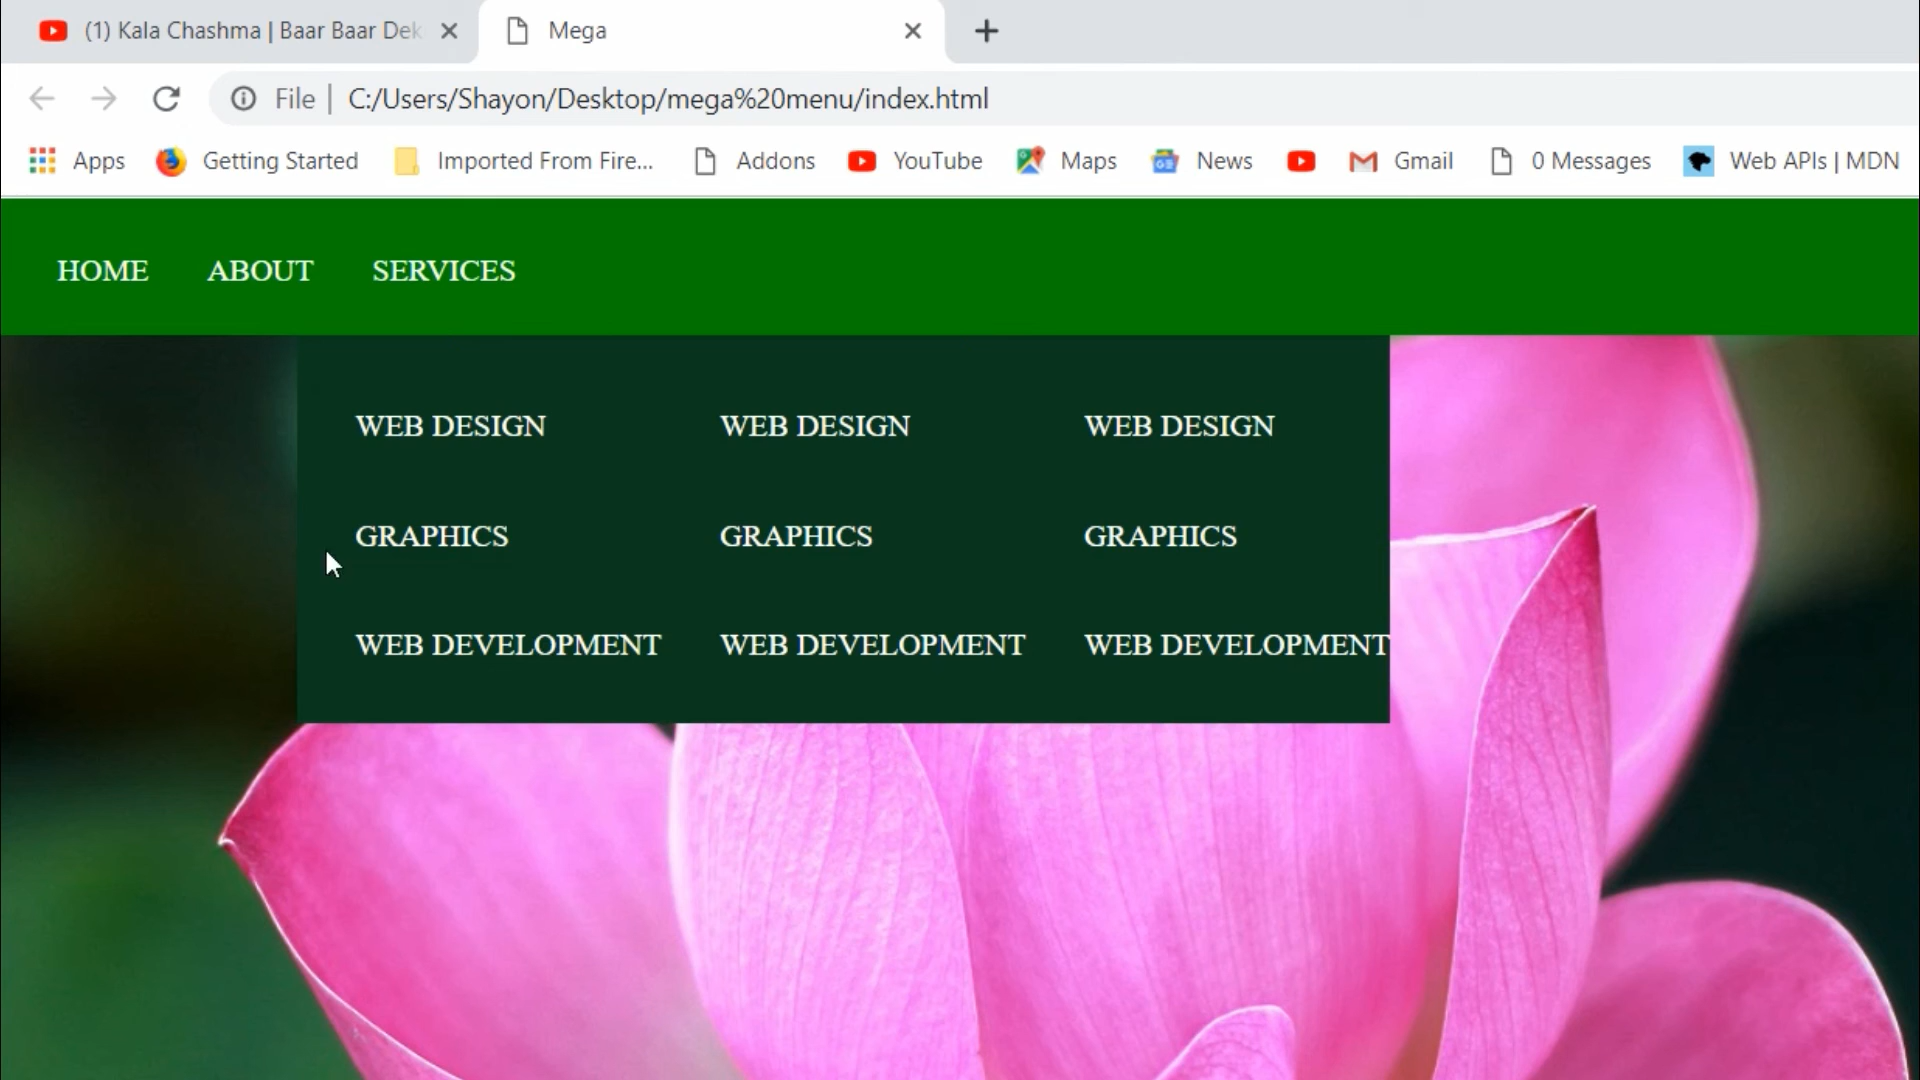 (1) Kala Chashma | Baar Baar Dek
Mega
File | C:/Users/Shayon/Desktop/mega%20menu/index.html
Apps Getting Started Imported From Fire... Addons YouTube Maps News Gmail 0 Messages Web APIs | MDN
HOME ABOUT SERVICES
WEB DESIGN WEB DESIGN WEB DESIGN
GRAPHICS GRAPHICS GRAPHICS
WEB DEVELOPMENT WEB DEVELOPMENT WEB DEVELOPMENT